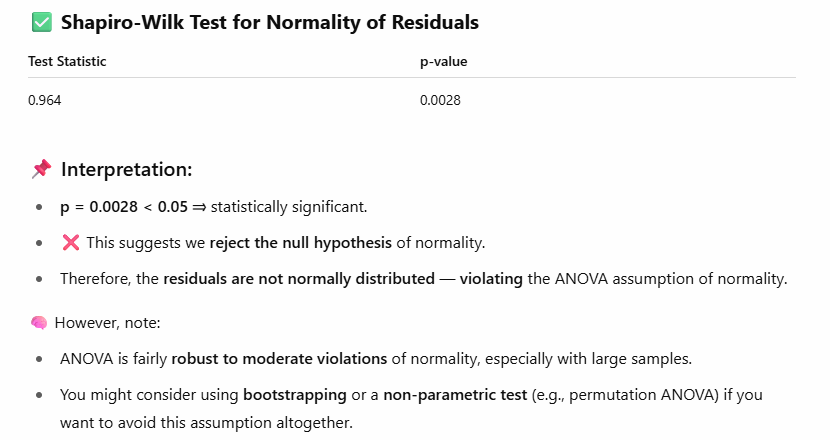 ✅ Shapiro-Wilk Test for Normality of Residuals
Test Statistic p-value
0.964 0.0028
📌 Interpretation:
• p = 0.0028 < 0.05 ⇒ statistically significant.
• ❌ This suggests we reject the null hypothesis of normality.
• Therefore, the residuals are not normally distributed — violating the ANOVA assumption of normality.
🧠 However, note:
• ANOVA is fairly robust to moderate violations of normality, especially with large samples.
• You might consider using bootstrapping or a non-parametric test (e.g., permutation ANOVA) if you
want to avoid this assumption altogether.